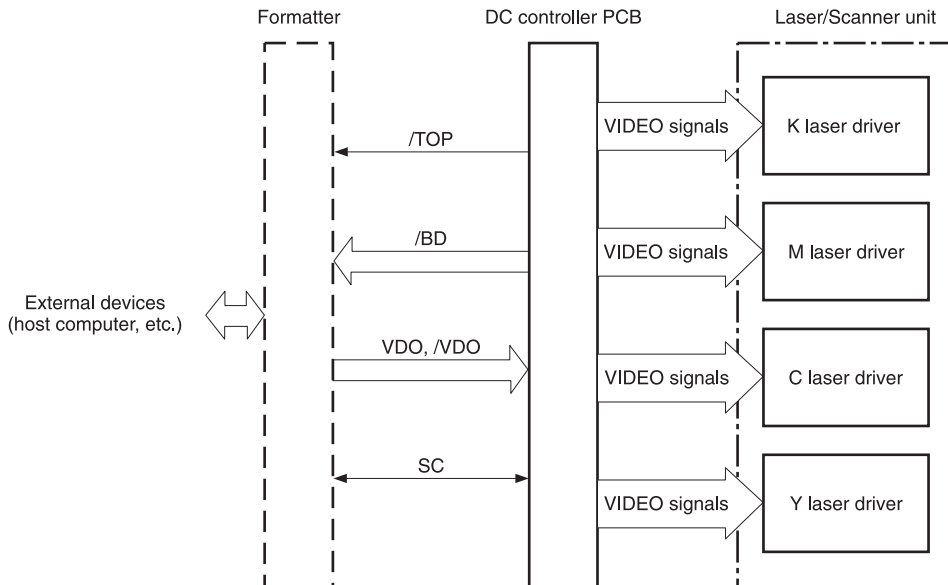 Formatter
DC controller PCB
Laser/Scanner unit
/TOP
VIDEO signals
K laser driver
/BD
VIDEO signals
M laser driver
External devices
(host computer, etc.)
VDO, /VDO
VIDEO signals
C laser driver
SC
VIDEO signals
Y laser driver